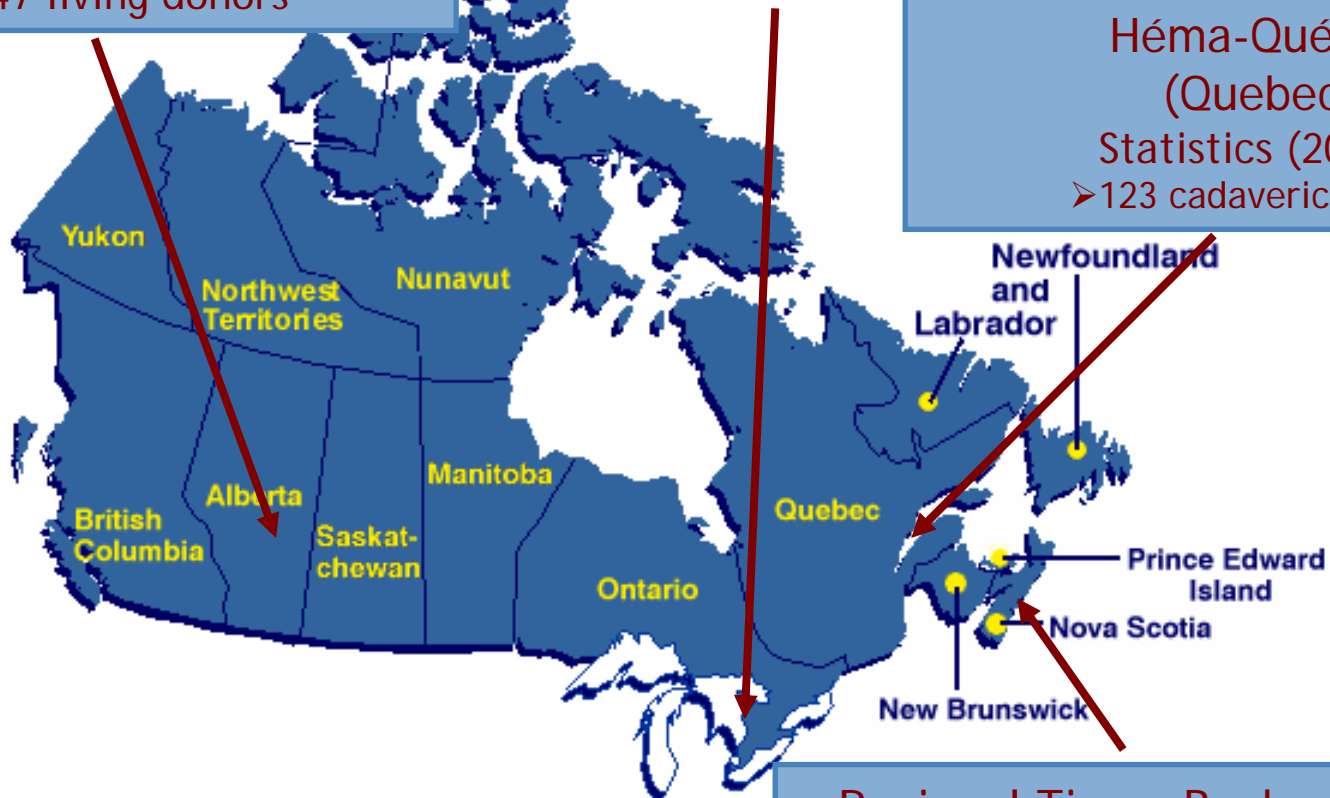 47 living donors
Héma-Qué
(Quebec
Statistics (20
➢123 cadaveric
Yukon
Northwest
Territories
Nunavut
Newfoundland
and
Labrador
British
Columbia
Alberta
Saskat-
chewan
Manitoba
Ontario
Quebec
Prince Edward
Island
Nova Scotia
New Brunswick